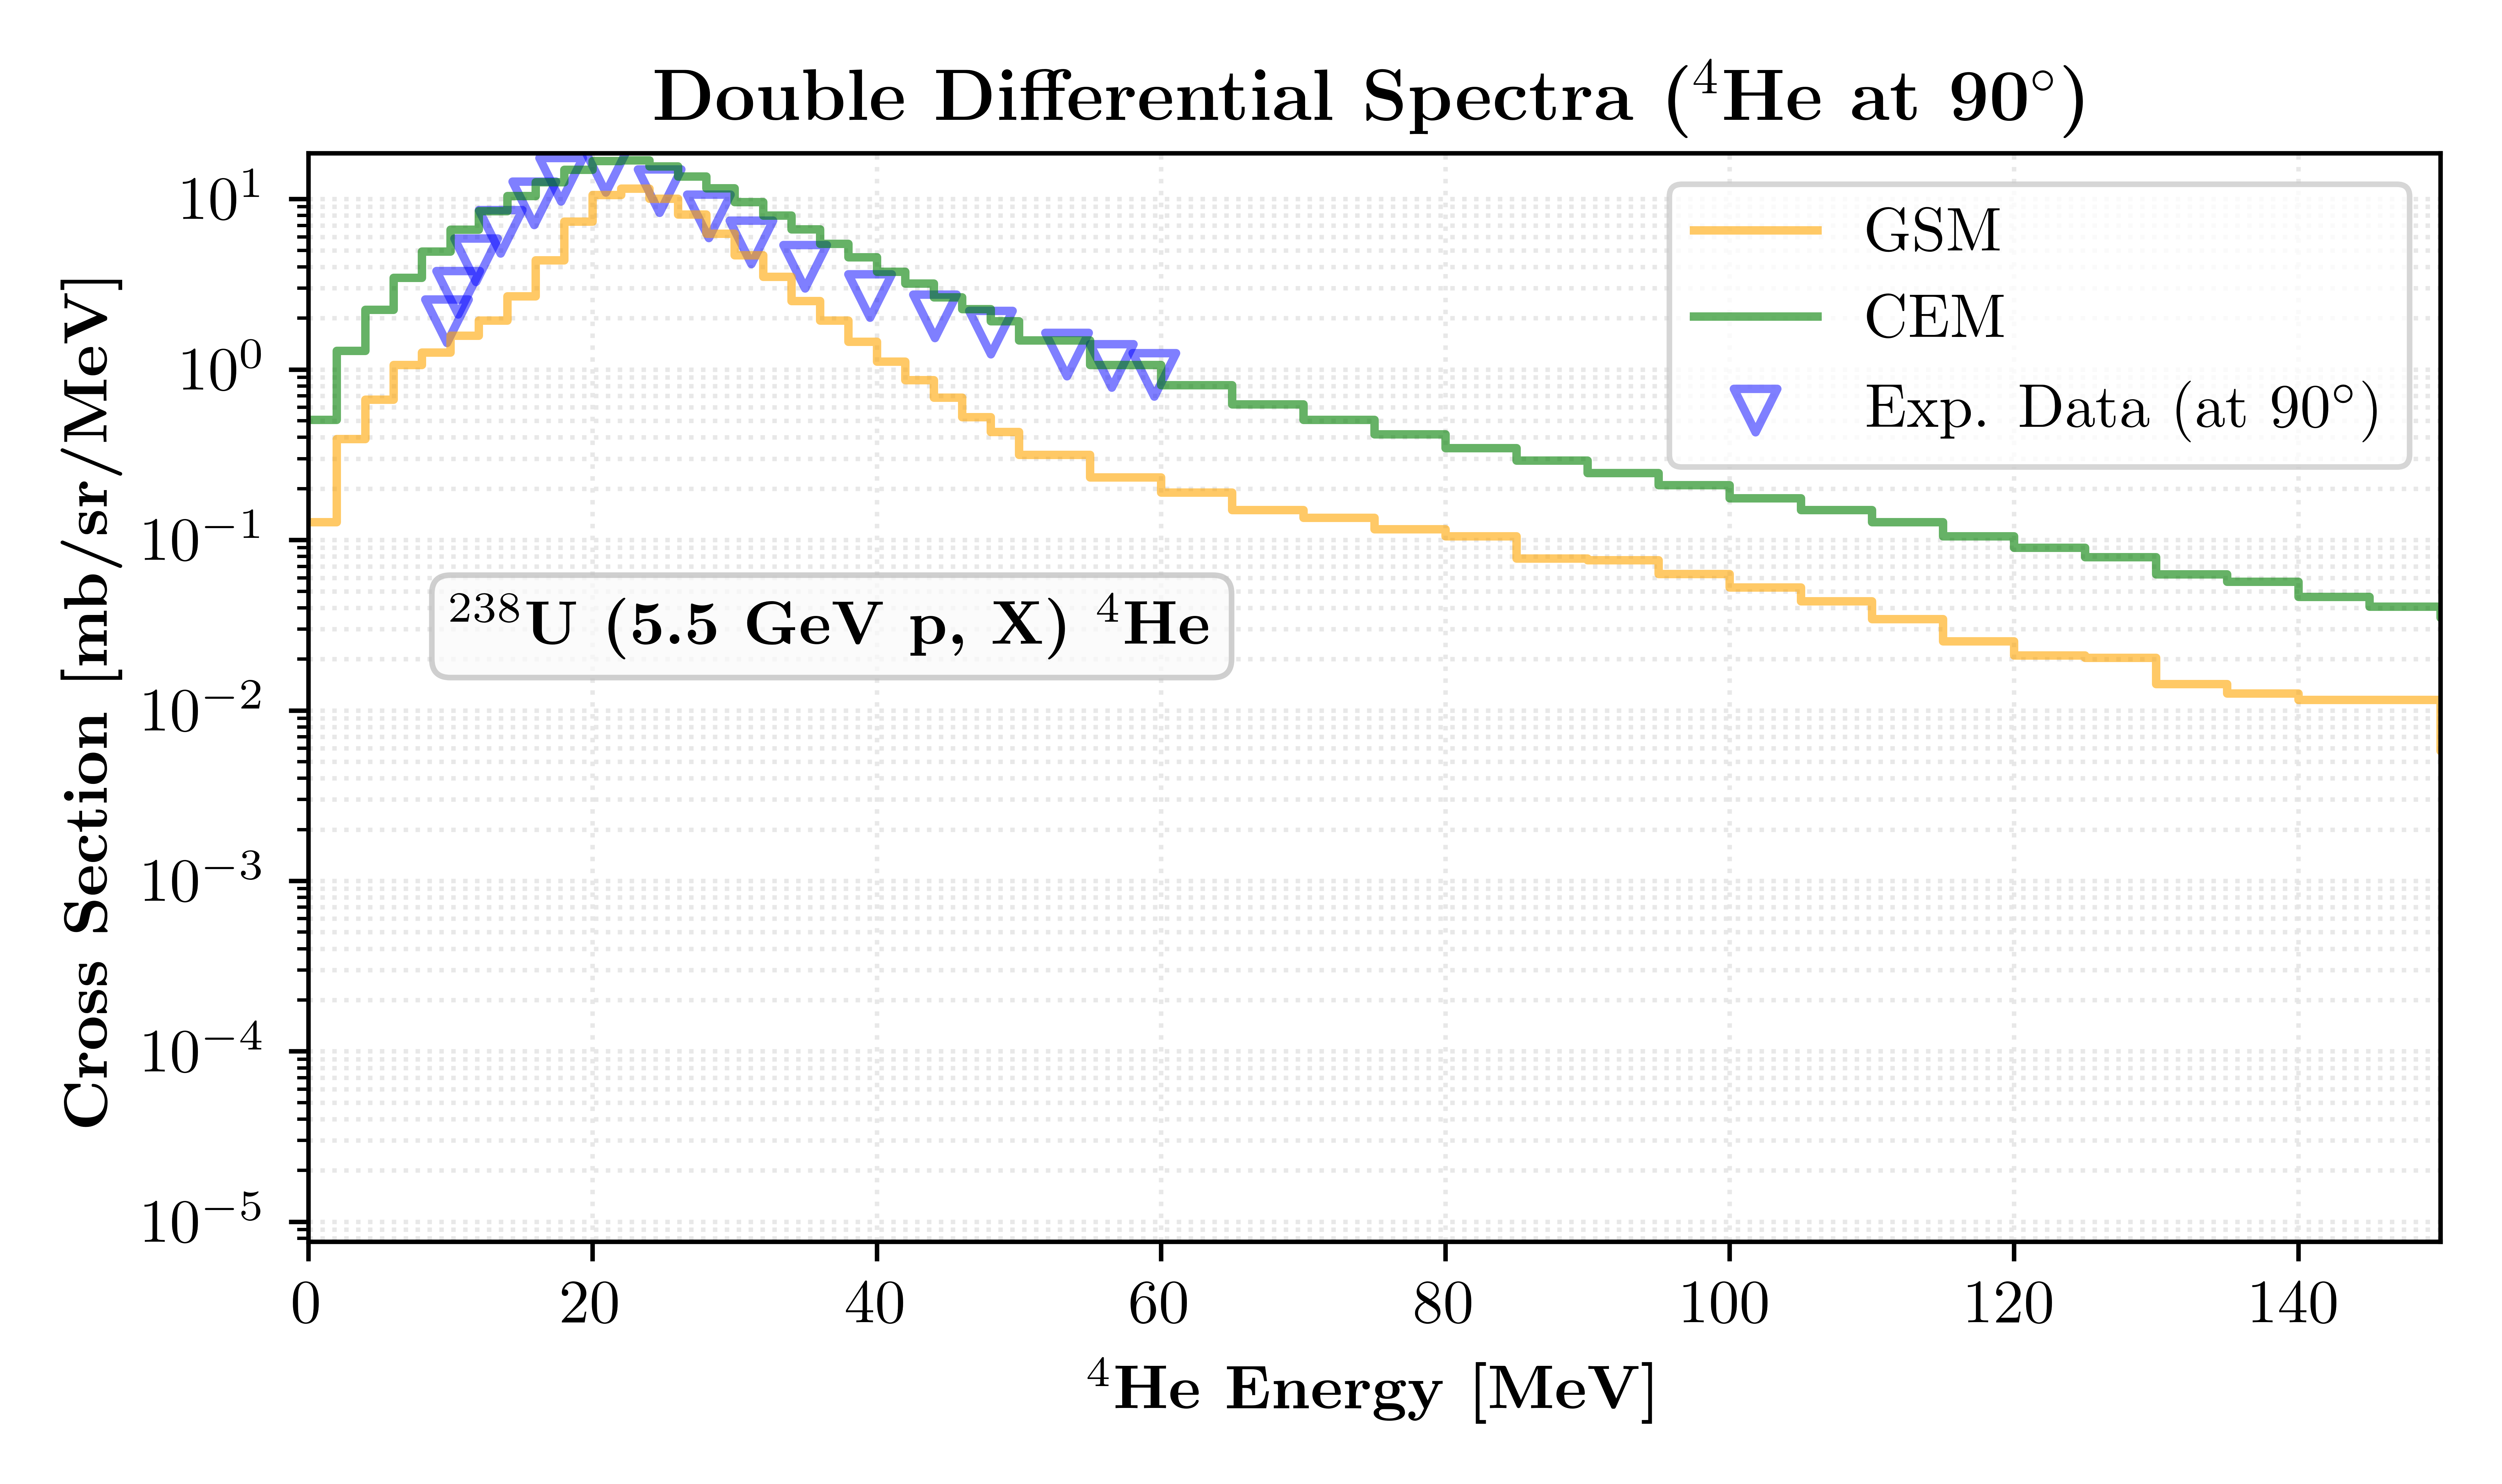 Double Differential Spectra (⁴He at 90°)
Cross Section [mb/sr/MeV]
10¹
10⁰
10⁻¹
10⁻²
10⁻³
10⁻⁴
10⁻⁵
GSM
CEM
Exp. Data (at 90°)
²³⁸U (5.5 GeV p, X) ⁴He
0 20 40 60 80 100 120 140
⁴He Energy [MeV]